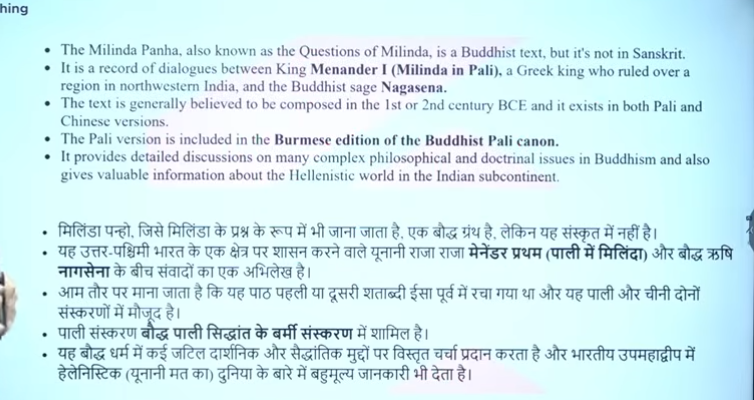 hing
• The Milinda Panha, also known as the Questions of Milinda, is a Buddhist text, but it's not in Sanskrit.
• It is a record of dialogues between King Menander I (Milinda in Pali), a Greek king who ruled over a
region in northwestern India, and the Buddhist sage Nagasena.
• The text is generally believed to be composed in the 1st or 2nd century BCE and it exists in both Pali and
Chinese versions.
• The Pali version is included in the Burmese edition of the Buddhist Pali canon.
• It provides detailed discussions on many complex philosophical and doctrinal issues in Buddhism and also
gives valuable information about the Hellenistic world in the Indian subcontinent.
• मिलिंडा पन्हो, जिसे मिलिंडा के प्रश्न के रूप में भी जाना जाता है, एक बौद्ध ग्रंथ है, लेकिन यह संस्कृत में नहीं है।
• यह उत्तर-पश्चिमी भारत के एक क्षेत्र पर शासन करने वाले यूनानी राजा राजा मेनेंडर प्रथम (पाली में मिलिंदा) और बौद्ध ऋषि
नागसेना के बीच संवादों का एक अभिलेख है।
• आम तौर पर माना जाता है कि यह पाठ पहली या दूसरी शताब्दी ईसा पूर्व में रचा गया था और यह पाली और चीनी दोनों
संस्करणों में मौजूद है।
• पाली संस्करण बौद्ध पाली सिद्धांत के बर्मी संस्करण में शामिल है।
• यह बौद्ध धर्म में कई जटिल दार्शनिक और सैद्धांतिक मुद्दों पर विस्तृत चर्चा प्रदान करता है और भारतीय उपमहाद्वीप में
हेलेनिस्टिक (यूनानी मत का) दुनिया के बारे में बहुमूल्य जानकारी भी देता है।